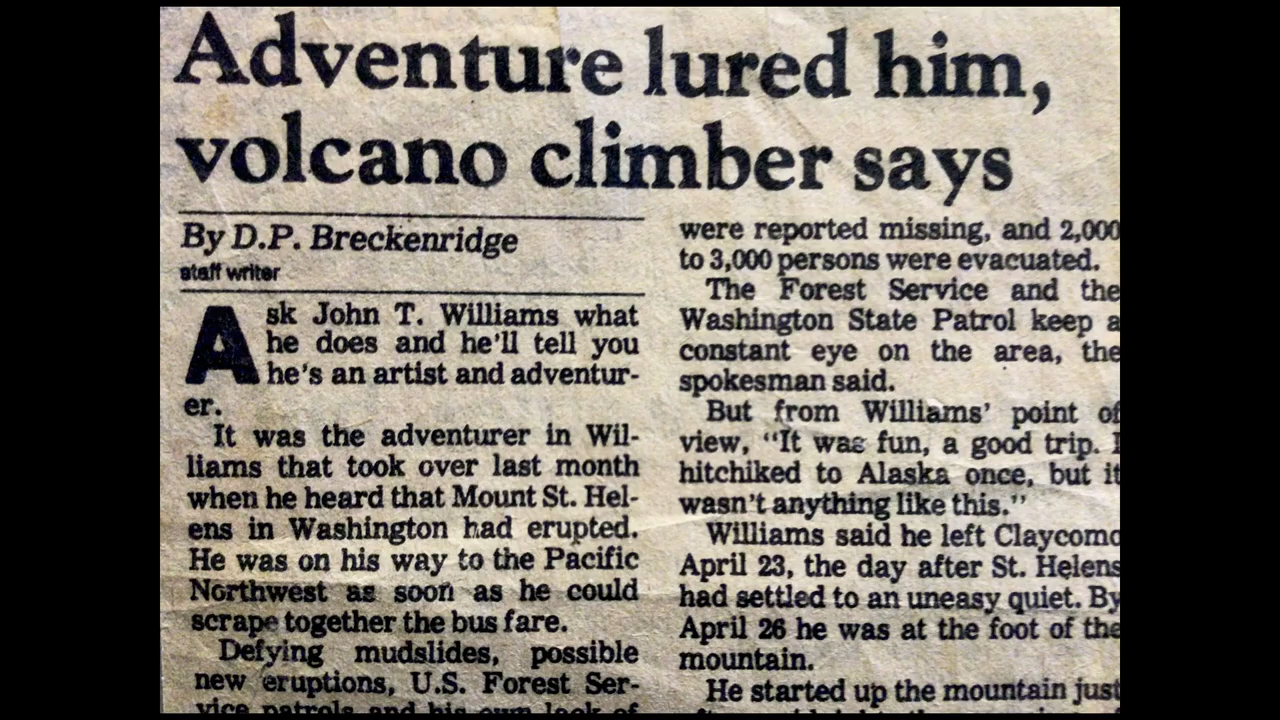 Adventure lured him,
volcano climber says
By D.P. Breckenridge
staff writer
Ask John T. Williams what
he does and he'll tell you
he's an artist and adventur-
er.
It was the adventurer in Wil-
liams that took over last month
when he heard that Mount St. Hel-
ens in Washington had erupted.
He was on his way to the Pacific
Northwest as soon as he could
scrape together the bus fare.
Defying mudslides, possible
new eruptions, U.S. Forest Ser-
vice patrols and his own lack of
were reported missing, and 2,000
to 3,000 persons were evacuated.
The Forest Service and the
Washington State Patrol keep a
constant eye on the area, the
spokesman said.
But from Williams' point of
view, "It was fun, a good trip. I
hitchiked to Alaska once, but it
wasn't anything like this."
Williams said he left Claycomo
April 23, the day after St. Helens
had settled to an uneasy quiet. By
April 26 he was at the foot of the
mountain.
He started up the mountain just